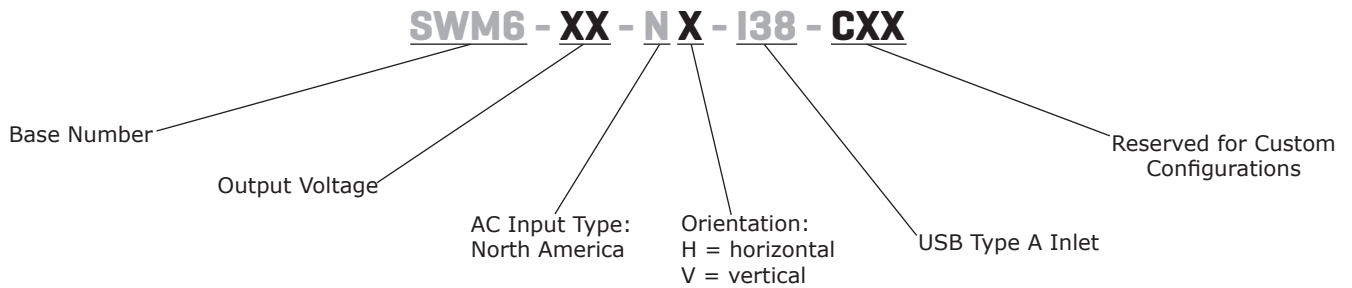 SWM6 - XX - N X - I38 - CXX
Base Number
Output Voltage
AC Input Type:
North America
Orientation:
H = horizontal
V = vertical
USB Type A Inlet
Reserved for Custom
Configurations